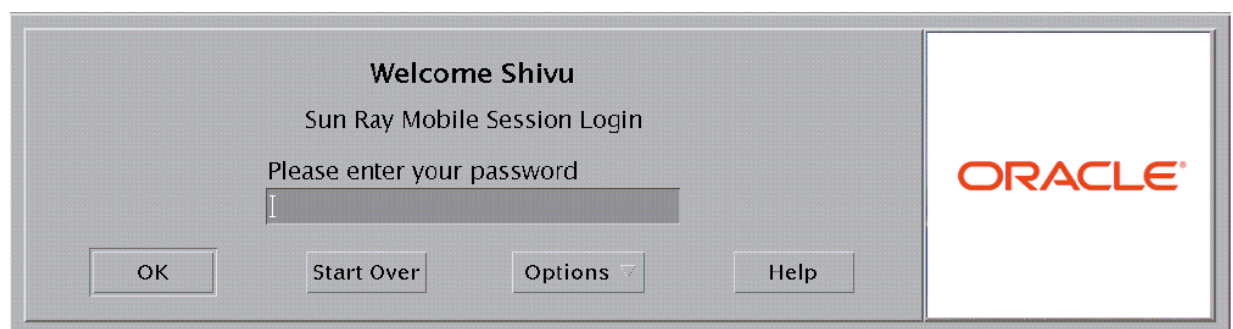 Welcome Shivu
Sun Ray Mobile Session Login
Please enter your password
OK Start Over Options Help
ORACLE®